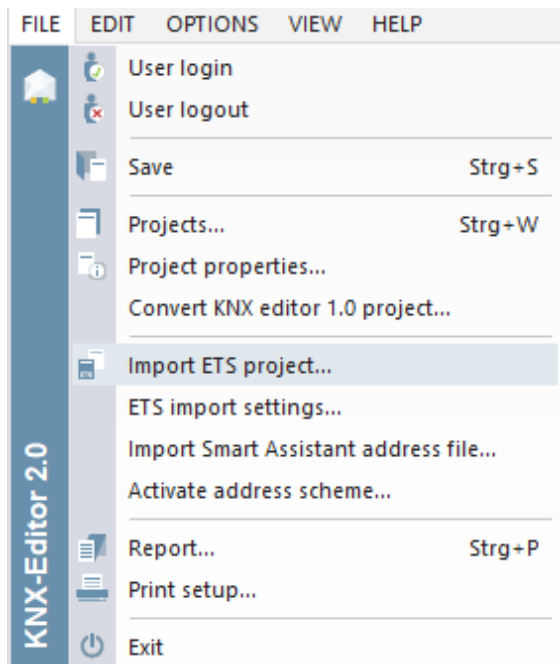 FILE EDIT OPTIONS VIEW HELP
User login
User logout
Save Strg+S
Projects... Strg+W
Project properties...
Convert KNX editor 1.0 project...
Import ETS project...
ETS import settings...
Import Smart Assistant address file...
Activate address scheme...
Report... Strg+P
Print setup...
Exit
KNX-Editor 2.0